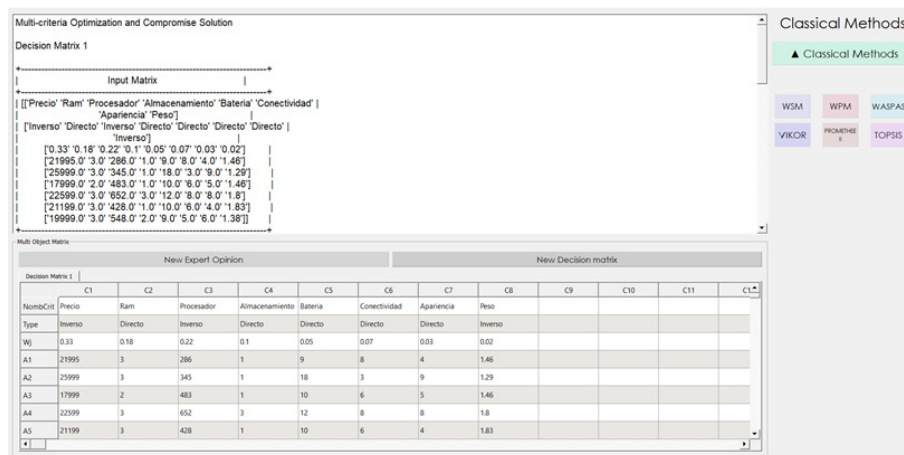 Multi-criteria Optimization and Compromise Solution
Classical Methods
Decision Matrix 1
▲ Classical Methods
+--------------------------------------------------------+
| Input Matrix |
+--------------------------------------------------------+
| [['Precio' 'Ram' 'Procesador' 'Almacenamiento' 'Bateria' 'Conectividad' |
| 'Apariencia' 'Peso'] |
| ['Inverso' 'Directo' 'Inverso' 'Directo' 'Directo' 'Directo' 'Directo' |
| 'Inverso'] |
| ['0.33' '0.18' '0.22' '0.1' '0.05' '0.07' '0.03' '0.02'] |
| ['21995.0' '3.0' '286.0' '1.0' '9.0' '8.0' '4.0' '1.46'] |
| ['25999.0' '3.0' '345.0' '1.0' '18.0' '3.0' '9.0' '1.29'] |
| ['17999.0' '2.0' '483.0' '1.0' '10.0' '6.0' '5.0' '1.46'] |
| ['22599.0' '3.0' '652.0' '3.0' '12.0' '8.0' '8.0' '1.8'] |
| ['21199.0' '3.0' '428.0' '1.0' '10.0' '6.0' '4.0' '1.83'] |
| ['19999.0' '3.0' '548.0' '2.0' '9.0' '5.0' '6.0' '1.38']] |
+--------------------------------------------------------+
WSM WPM WASPAS
VIKOR PROMETHEE II TOPSIS
Multi Object Matrix
New Expert Opinion New Decision matrix
Decision Matrix 1
C1 C2 C3 C4 C5 C6 C7 C8 C9 C10 C11
NombCrit Precio Ram Procesador Almacenamiento Bateria Conectividad Apariencia Peso
Type Inverso Directo Inverso Directo Directo Directo Directo Inverso
Wj 0.33 0.18 0.22 0.1 0.05 0.07 0.03 0.02
A1 21995 3 286 1 9 8 4 1.46
A2 25999 3 345 1 18 3 9 1.29
A3 17999 2 483 1 10 6 5 1.46
A4 22599 3 652 3 12 8 8 1.8
A5 21199 3 428 1 10 6 4 1.83